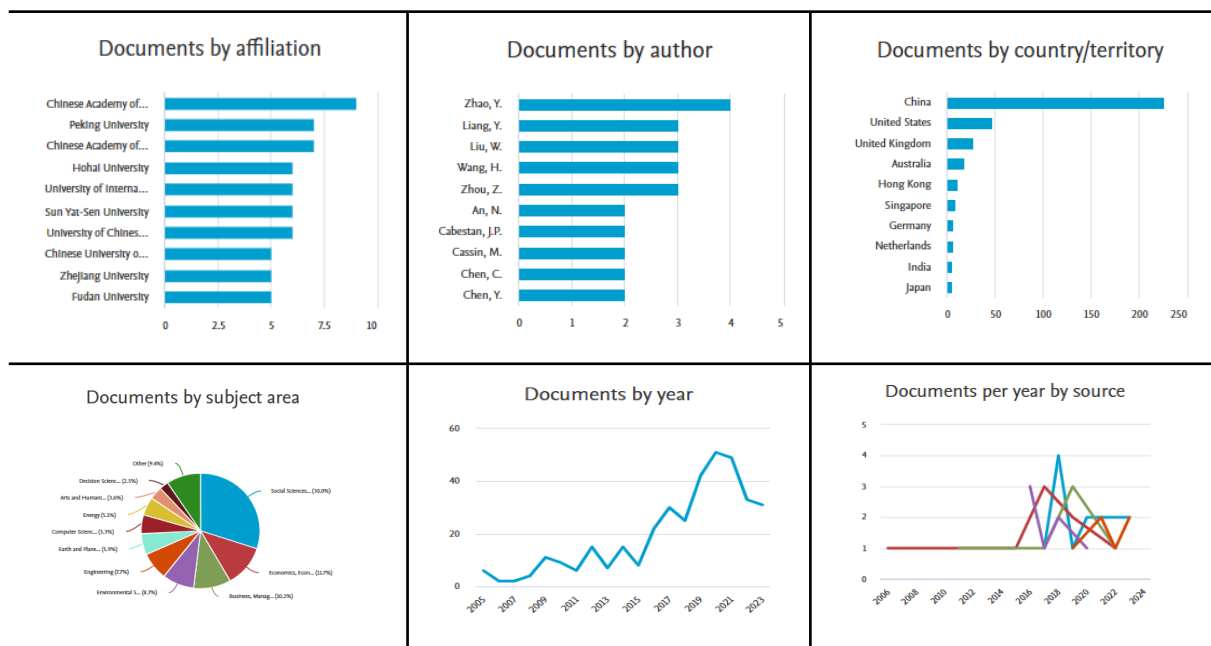 Documents by affiliation
Chinese Academy of...
Peking University
Chinese Academy of...
Hohai University
University of Interna...
Sun Yat-Sen University
University of Chines...
Chinese University o...
Zhejiang University
Fudan University
0 2.5 5 7.5 10
Documents by author
Zhao, Y.
Liang, Y.
Liu, W.
Wang, H.
Zhou, Z.
An, N.
Cabestan, J.P.
Cassin, M.
Chen, C.
Chen, Y.
0 1 2 3 4 5
Documents by country/territory
China
United States
United Kingdom
Australia
Hong Kong
Singapore
Germany
Netherlands
India
Japan
0 50 100 150 200 250
Documents by subject area
Other (9.4%)
Decision Scienc... (2.5%)
Arts and Humani... (3.6%)
Energy (5.1%)
Computer Scienc... (5.3%)
Earth and Plane... (5.9%)
Engineering (7.7%)
Environmental S... (8.7%)
Business, Manag... (10.2%)
Economics, Econ... (11.7%)
Social Sciences... (30.0%)
Documents by year
60
40
20
0
2005 2007 2009 2011 2013 2015 2017 2019 2021 2023
Documents per year by source
5
4
3
2
1
0
2006 2008 2010 2012 2014 2016 2018 2020 2022 2024